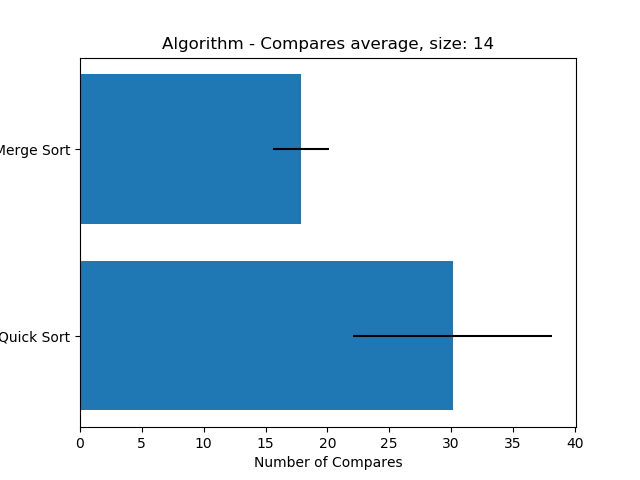 Algorithm - Compares average, size: 14
Merge Sort
Quick Sort
0 5 10 15 20 25 30 35 40
Number of Compares